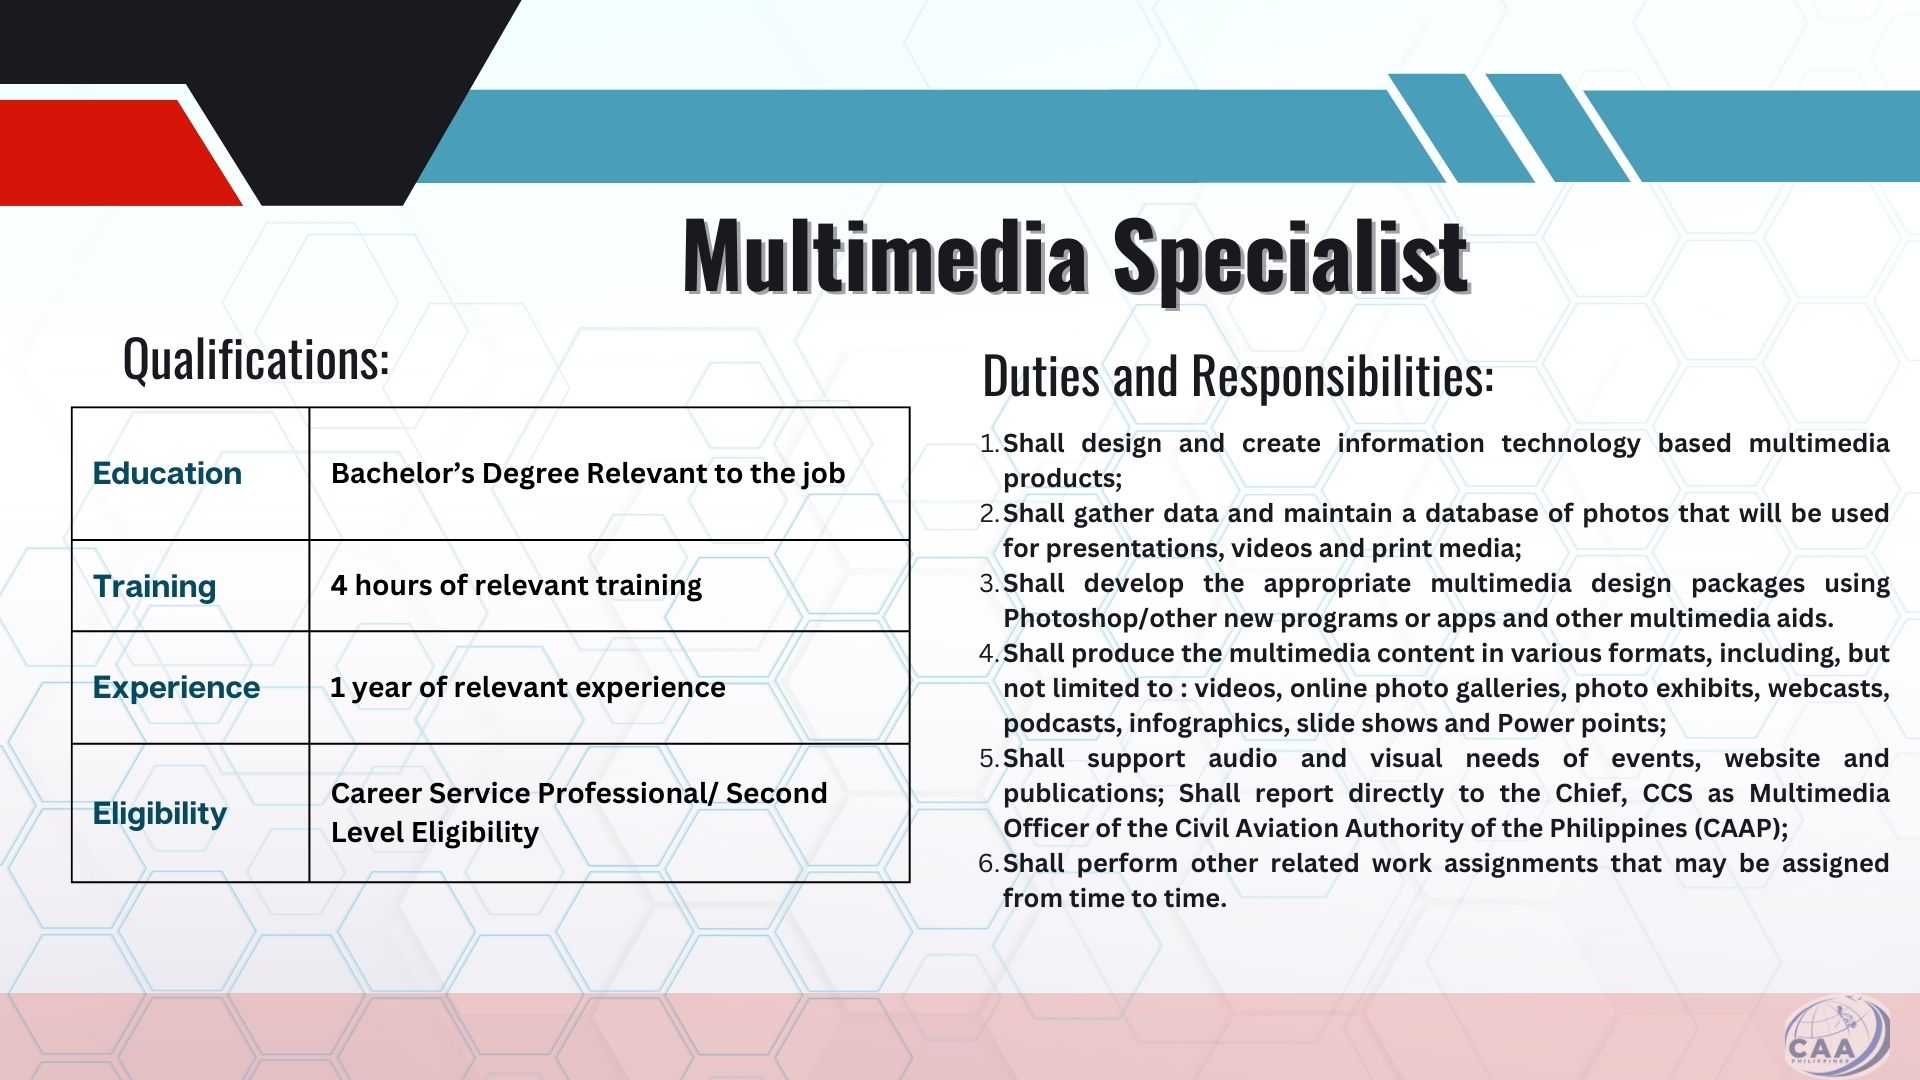 Multimedia Specialist
Qualifications:
Education
Bachelor’s Degree Relevant to the job
Training
4 hours of relevant training
Experience
1 year of relevant experience
Eligibility
Career Service Professional/ Second
Level Eligibility
Duties and Responsibilities:
1. Shall design and create information technology based multimedia
products;
2. Shall gather data and maintain a database of photos that will be used
for presentations, videos and print media;
3. Shall develop the appropriate multimedia design packages using
Photoshop/other new programs or apps and other multimedia aids.
4. Shall produce the multimedia content in various formats, including, but
not limited to : videos, online photo galleries, photo exhibits, webcasts,
podcasts, infographics, slide shows and Power points;
5. Shall support audio and visual needs of events, website and
publications; Shall report directly to the Chief, CCS as Multimedia
Officer of the Civil Aviation Authority of the Philippines (CAAP);
6. Shall perform other related work assignments that may be assigned
from time to time.
CAA
PHILIPPINES